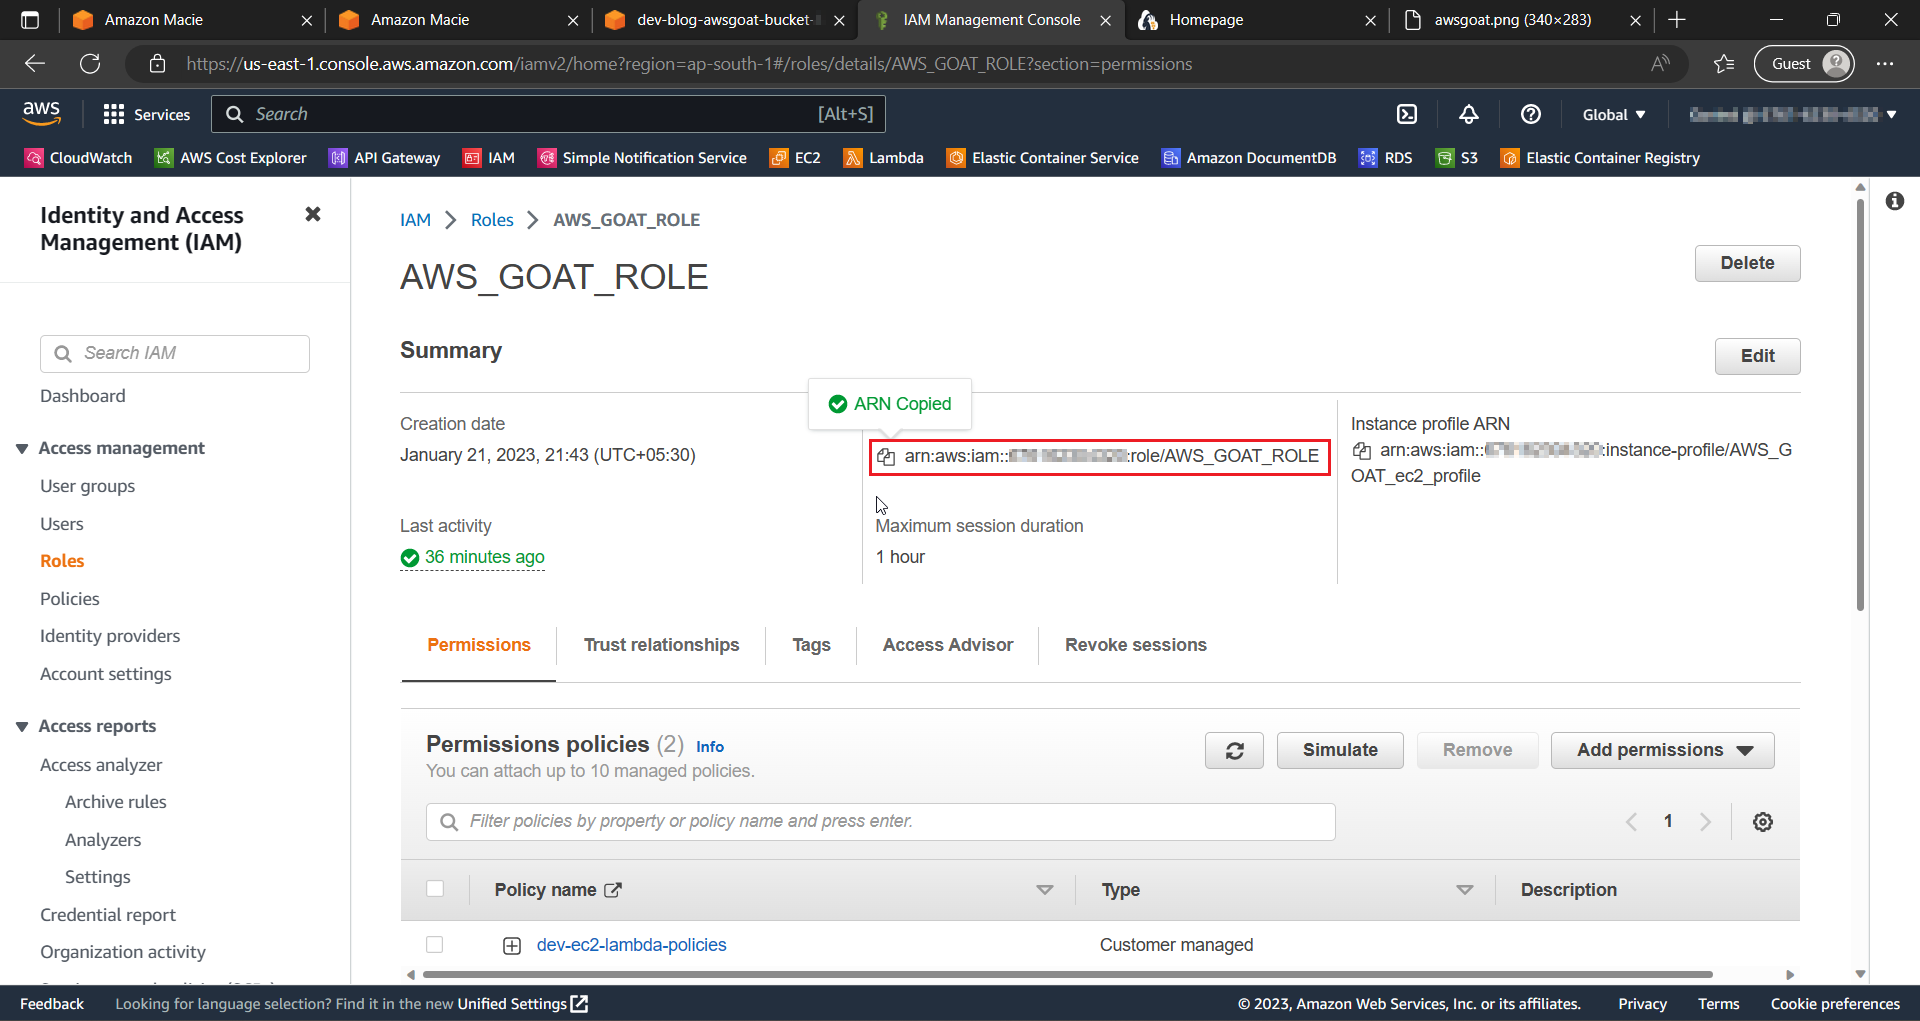 Amazon Macie
Amazon Macie
dev-blog-awsgoat-bucket-
IAM Management Console
Homepage
awsgoat.png (340×283)
https://us-east-1.console.aws.amazon.com/iamv2/home?region=ap-south-1#/roles/details/AWS_GOAT_ROLE?section=permissions
Guest
aws
Services
Search
[Alt+S]
Global
CloudWatch
AWS Cost Explorer
API Gateway
IAM
Simple Notification Service
EC2
Lambda
Elastic Container Service
Amazon DocumentDB
RDS
S3
Elastic Container Registry
Identity and Access
Management (IAM)
Search IAM
Dashboard
Access management
User groups
Users
Roles
Policies
Identity providers
Account settings
Access reports
Access analyzer
Archive rules
Analyzers
Settings
Credential report
Organization activity
IAM > Roles > AWS_GOAT_ROLE
AWS_GOAT_ROLE
Delete
Summary
Edit
ARN Copied
Creation date
January 21, 2023, 21:43 (UTC+05:30)
arn:aws:iam:: :role/AWS_GOAT_ROLE
Instance profile ARN
arn:aws:iam:: :instance-profile/AWS_G
OAT_ec2_profile
Last activity
36 minutes ago
Maximum session duration
1 hour
Permissions
Trust relationships
Tags
Access Advisor
Revoke sessions
Permissions policies (2) Info
You can attach up to 10 managed policies.
Simulate
Remove
Add permissions
Filter policies by property or policy name and press enter.
1
Policy name
Type
Description
dev-ec2-lambda-policies
Customer managed
Feedback
Looking for language selection? Find it in the new Unified Settings
© 2023, Amazon Web Services, Inc. or its affiliates.
Privacy
Terms
Cookie preferences